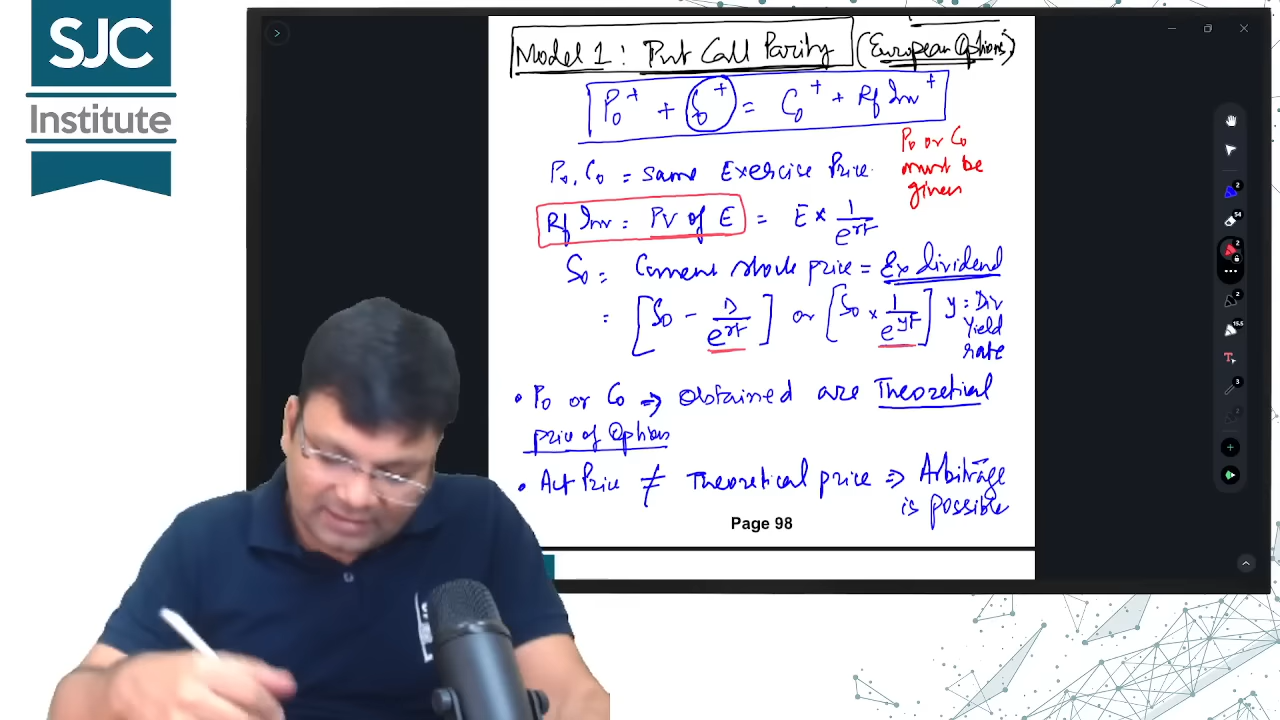 SJC
Institute
Model 1 : Put Call Parity (European Options)
P₀⁺ + S₀⁺ = C₀⁺ + Rf Inv⁺
P₀ or C₀
must be
given
P₀, C₀ = same Exercise Price.
Rf Inv = PV of E = E × 1/e^rt
S₀ = Current stock price = Ex dividend
= [S₀ - D/e^rt] or [S₀ × 1/e^yt] y : Div
Yield
rate
• P₀ or C₀ ⇒ Obtained are Theoretical
price of Options
• Act Price ≠ Theoretical price ⇒ Arbitrage
is possible
Page 98